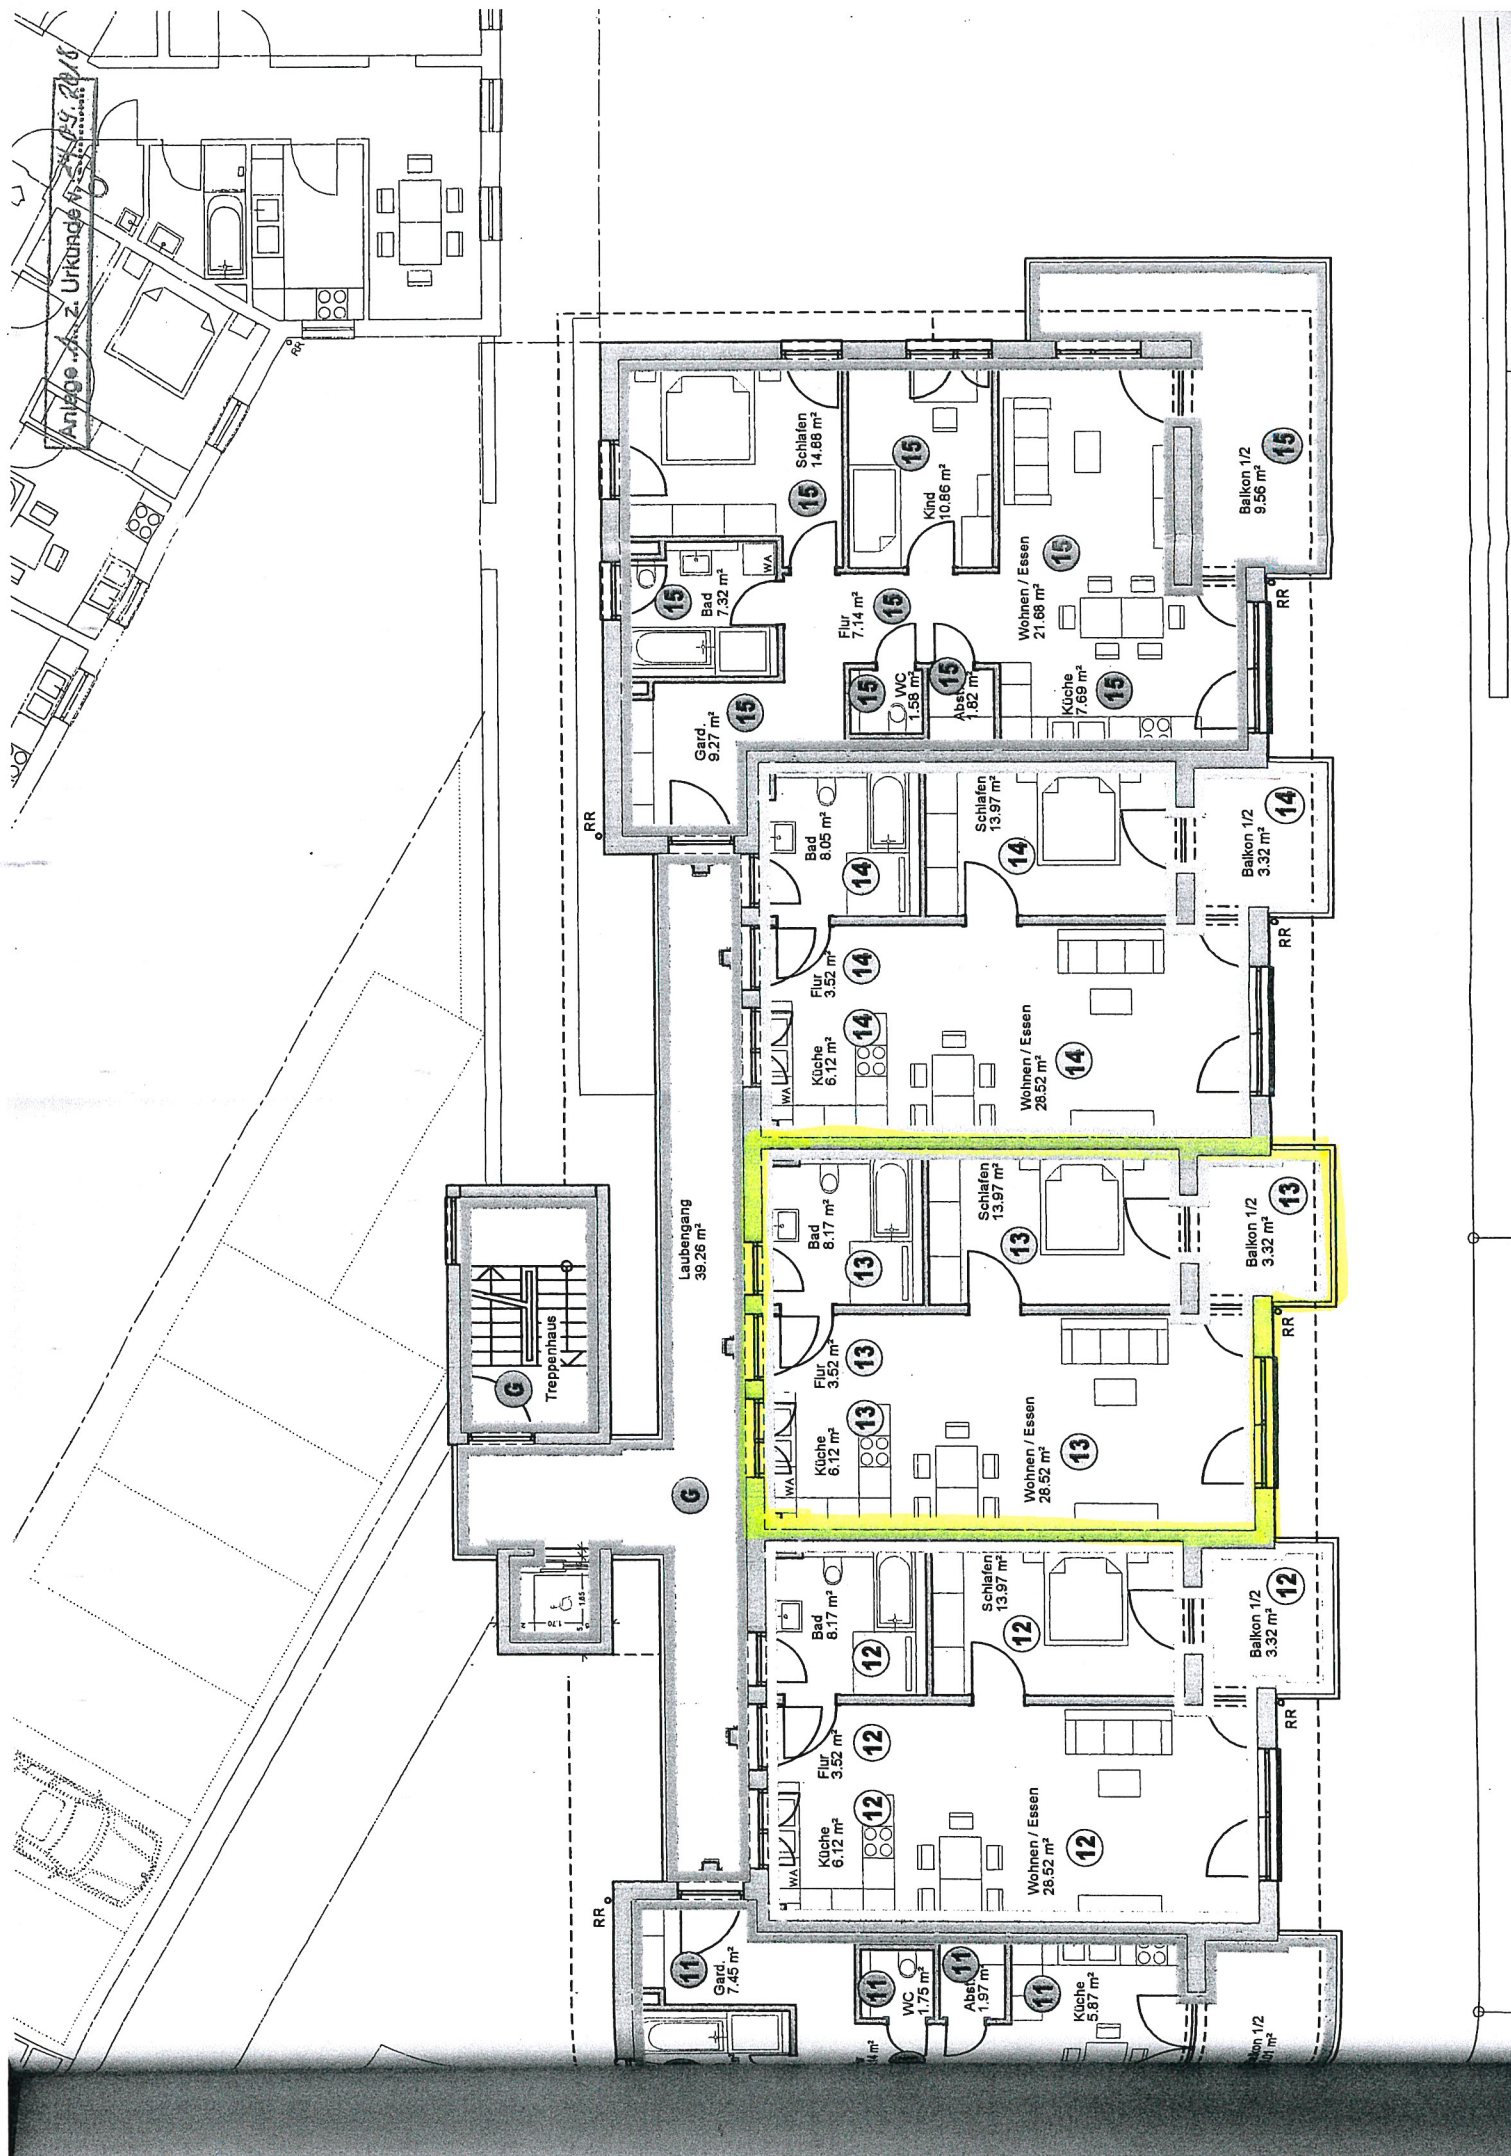 Anlage z. Urkunde v. 24.09.2018
RR
Schlafen
14.88 m²
15
Kind
10.86 m²
15
Bad
7.32 m²
15
WA
Flur
7.14 m²
15
Wohnen / Essen
21.68 m²
15
Balkon 1/2
9.56 m²
15
RR
Gard.
9.27 m²
15
WC
1.58 m²
15
Abst.
1.82 m²
15
Küche
7.69 m²
15
RR
Bad
8.05 m²
14
Schlafen
13.97 m²
14
Balkon 1/2
3.32 m²
14
RR
Flur
3.52 m²
14
Küche
6.12 m²
14
WA
Wohnen / Essen
28.52 m²
14
Laubengang
39.26 m²
Treppenhaus
G
G
Bad
8.17 m²
13
Schlafen
13.97 m²
13
Balkon 1/2
3.32 m²
13
RR
Flur
3.52 m²
13
Küche
6.12 m²
13
WA
Wohnen / Essen
28.52 m²
13
Bad
8.17 m²
12
Schlafen
13.97 m²
12
Balkon 1/2
3.32 m²
12
RR
Flur
3.52 m²
12
Küche
6.12 m²
12
WA
Wohnen / Essen
28.52 m²
12
RR
Gard.
7.45 m²
11
WC
1.75 m²
11
Abst.
1.97 m²
11
Küche
5.87 m²
11
Balkon 1/2